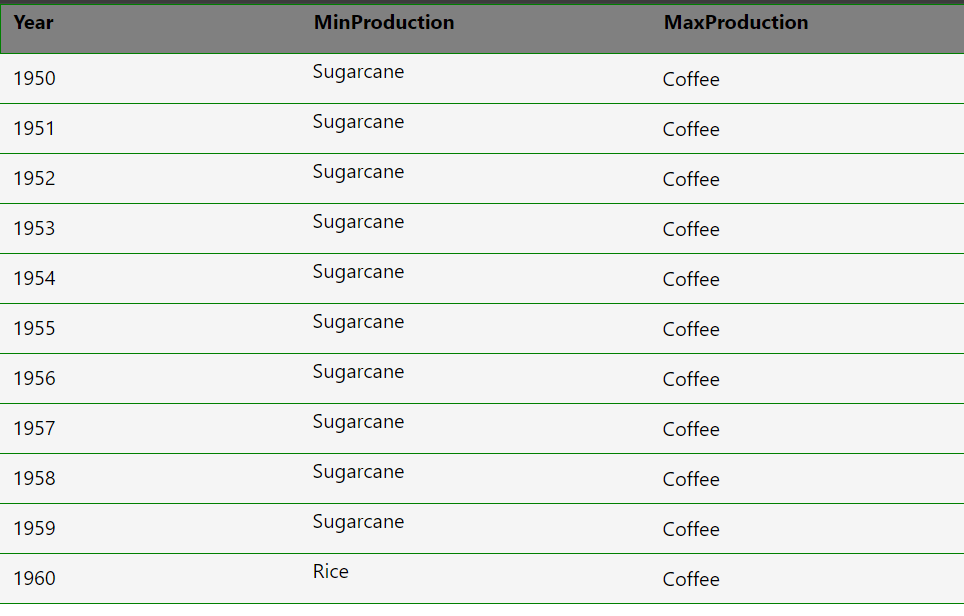 Year MinProduction MaxProduction
1950 Sugarcane Coffee
1951 Sugarcane Coffee
1952 Sugarcane Coffee
1953 Sugarcane Coffee
1954 Sugarcane Coffee
1955 Sugarcane Coffee
1956 Sugarcane Coffee
1957 Sugarcane Coffee
1958 Sugarcane Coffee
1959 Sugarcane Coffee
1960 Rice Coffee